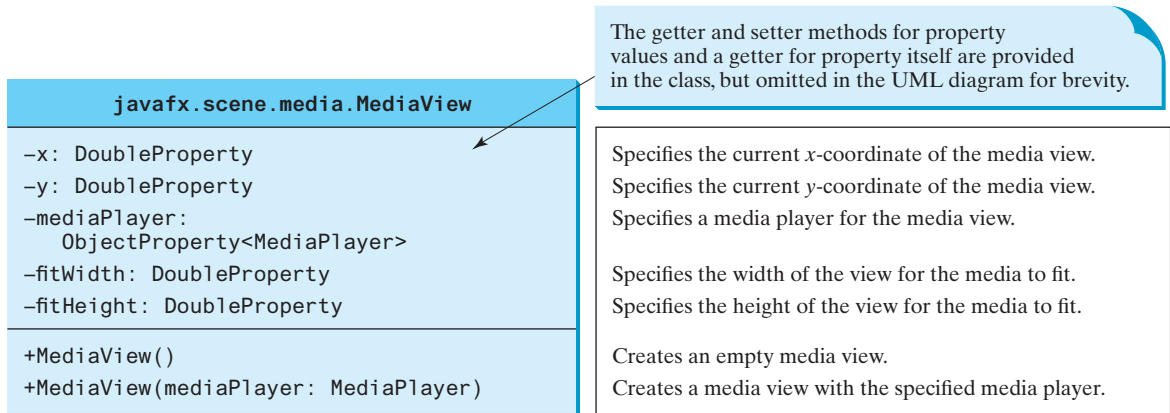 The getter and setter methods for property
values and a getter for property itself are provided
in the class, but omitted in the UML diagram for brevity.
javafx.scene.media.MediaView
–x: DoubleProperty
Specifies the current x-coordinate of the media view.
–y: DoubleProperty
Specifies the current y-coordinate of the media view.
–mediaPlayer:
Specifies a media player for the media view.
ObjectProperty<MediaPlayer>
–fitWidth: DoubleProperty
Specifies the width of the view for the media to fit.
–fitHeight: DoubleProperty
Specifies the height of the view for the media to fit.
+MediaView()
Creates an empty media view.
+MediaView(mediaPlayer: MediaPlayer)
Creates a media view with the specified media player.